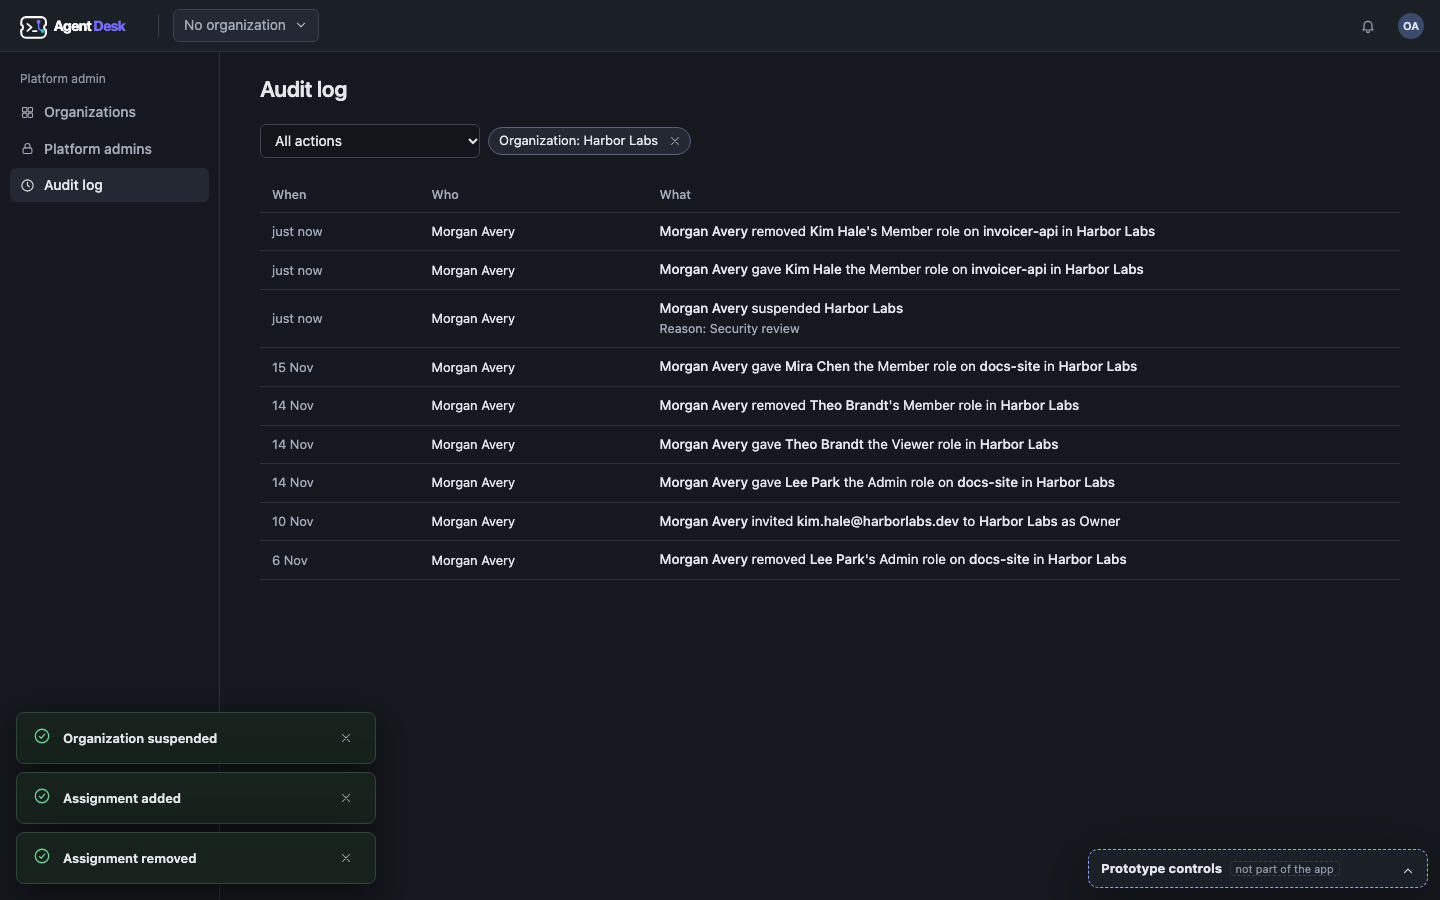 AgentDesk
No organization
OA
Platform admin
Organizations
Platform admins
Audit log
Audit log
All actions
Organization: Harbor Labs
When Who What
just now Morgan Avery Morgan Avery removed Kim Hale's Member role on invoicer-api in Harbor Labs
just now Morgan Avery Morgan Avery gave Kim Hale the Member role on invoicer-api in Harbor Labs
just now Morgan Avery Morgan Avery suspended Harbor Labs
Reason: Security review
15 Nov Morgan Avery Morgan Avery gave Mira Chen the Member role on docs-site in Harbor Labs
14 Nov Morgan Avery Morgan Avery removed Theo Brandt's Member role in Harbor Labs
14 Nov Morgan Avery Morgan Avery gave Theo Brandt the Viewer role in Harbor Labs
14 Nov Morgan Avery Morgan Avery gave Lee Park the Admin role on docs-site in Harbor Labs
10 Nov Morgan Avery Morgan Avery invited kim.hale@harborlabs.dev to Harbor Labs as Owner
6 Nov Morgan Avery Morgan Avery removed Lee Park's Admin role on docs-site in Harbor Labs
Organization suspended
Assignment added
Assignment removed
Prototype controls not part of the app